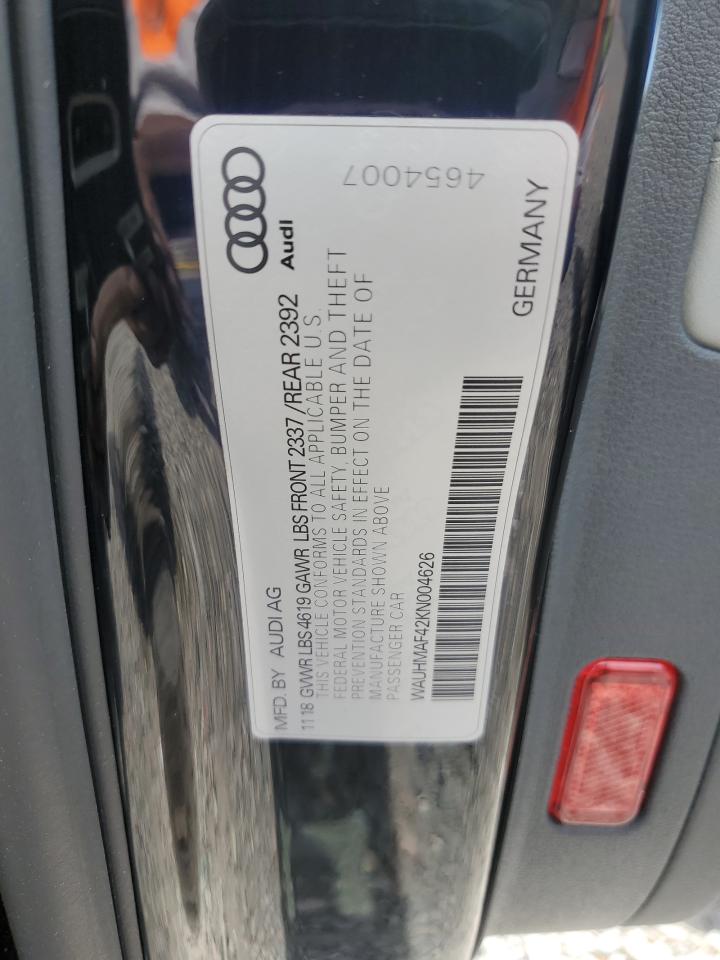 Audi
4654007
MFD. BY AUDI AG
11 18 GVWR LBS 4619 GAWR LBS FRONT 2337 / REAR 2392
THIS VEHICLE CONFORMS TO ALL APPLICABLE U.S.
FEDERAL MOTOR VEHICLE SAFETY, BUMPER AND THEFT
PREVENTION STANDARDS IN EFFECT ON THE DATE OF
MANUFACTURE SHOWN ABOVE
PASSENGER CAR
WAUHMAF42KN004626
GERMANY